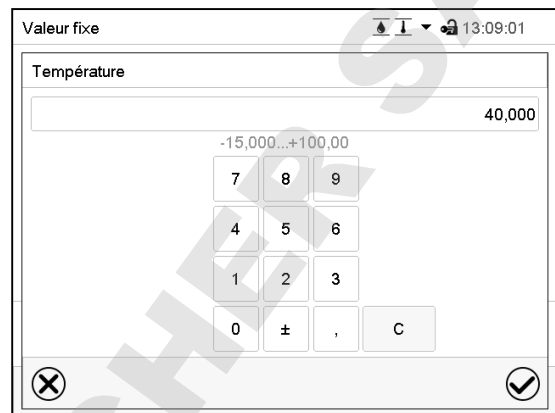 Valeur fixe 13:09:01
Température
40,000
-15,000...+100,00
7 8 9
4 5 6
1 2 3
0 ± , C